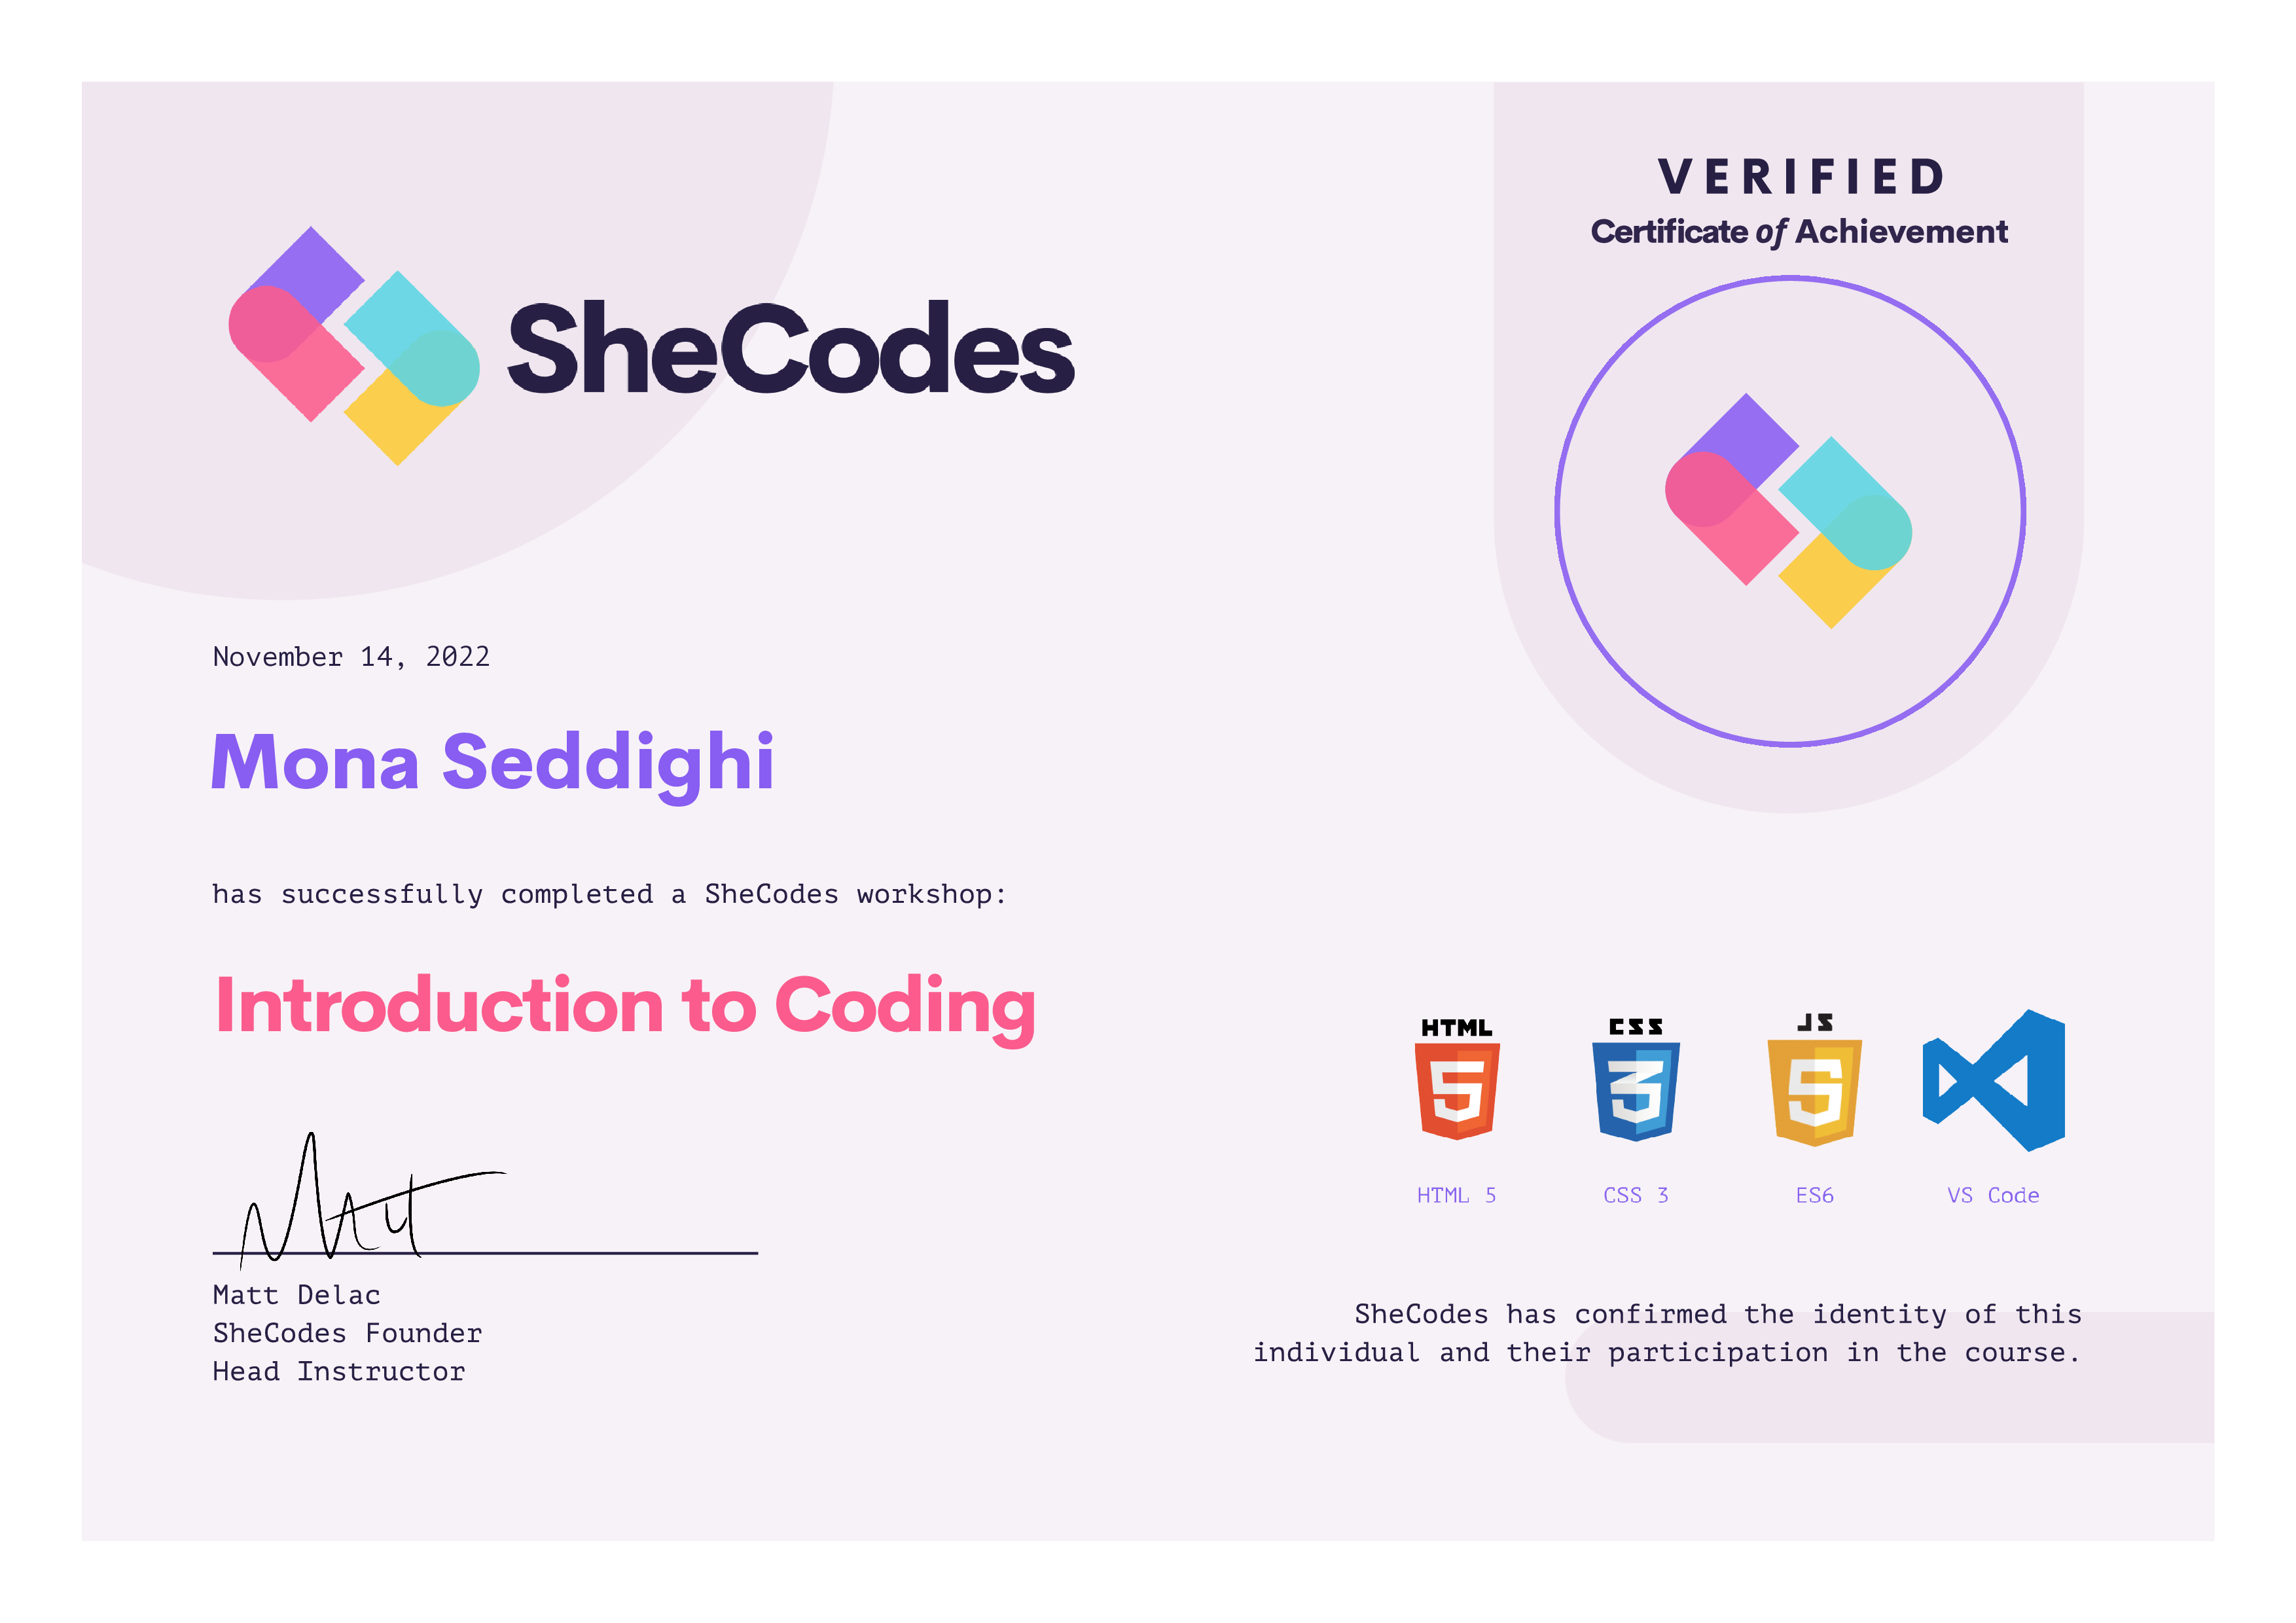 SheCodes
VERIFIED
Certificate of Achievement
November 14, 2022
Mona Seddighi
has successfully completed a SheCodes workshop:
Introduction to Coding
HTML
CSS
JS
HTML 5
CSS 3
ES6
VS Code
Matt
Matt Delac
SheCodes Founder
Head Instructor
SheCodes has confirmed the identity of this
individual and their participation in the course.